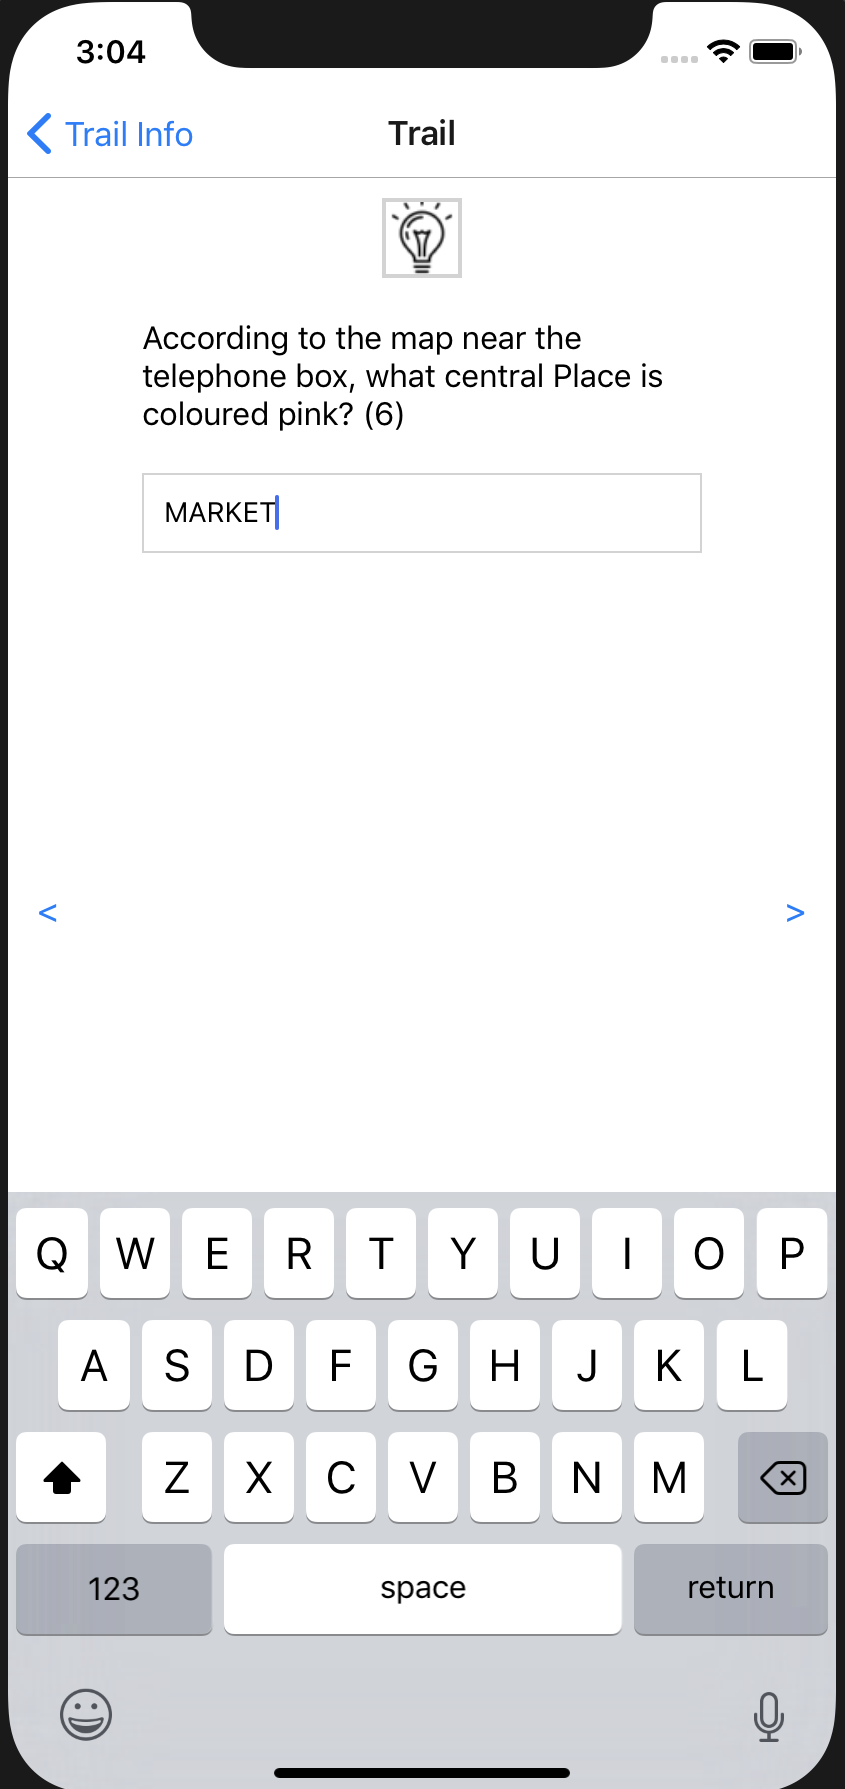 3:04
Trail Info
Trail
According to the map near the
telephone box, what central Place is
coloured pink? (6)
MARKET
< >
Q W E R T Y U I O P
A S D F G H J K L
Z X C V B N M
123 space return